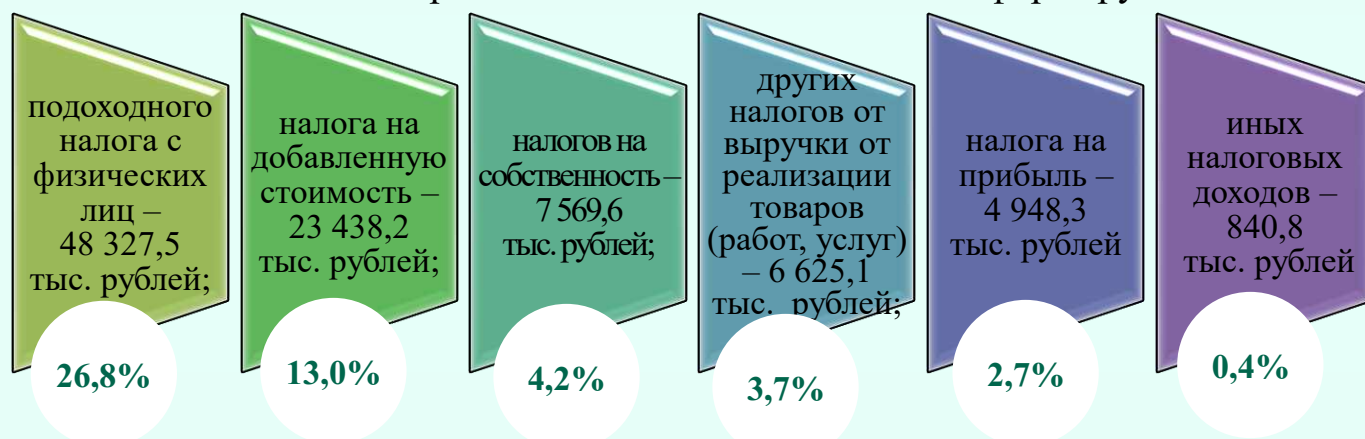 подоходного
налога с
физических
лиц –
48 327,5
тыс. рублей;
26,8%
налога на
добавленную
стоимость –
23 438,2
тыс. рублей;
13,0%
налогов на
собственность –
7 569,6
тыс. рублей;
4,2%
других
налогов от
выручки от
реализации
товаров
(работ, услуг)
– 6 625,1
тыс. рублей;
3,7%
налога на
прибыль –
4 948,3
тыс. рублей
2,7%
иных
налоговых
доходов –
840,8
тыс. рублей
0,4%